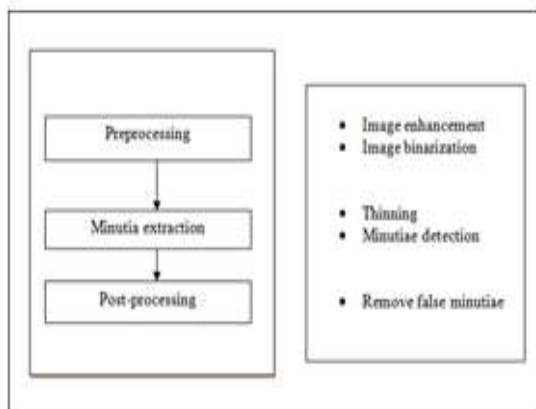 Preprocessing
Minutia extraction
Post-processing
• Image enhancement
• Image binarization
• Thinning
• Minutiae detection
• Remove false minutiae